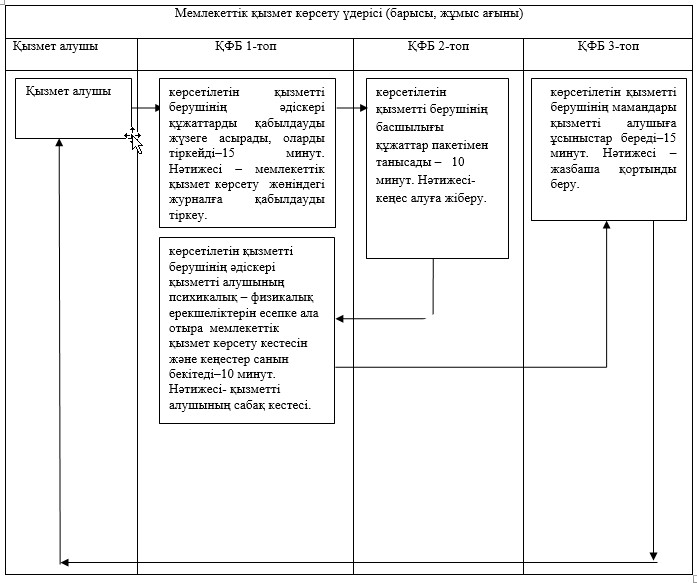 Мемлекеттік қызмет көрсету үдерісі (барысы, жұмыс ағыны)
Қызмет алушы
ҚФБ 1-топ
ҚФБ 2-топ
ҚФБ 3-топ
Қызмет алушы
көрсетілетін қызметті
берушінің әдіскері
құжаттарды қабылдауды
жүзеге асырады, оларды
тіркейді–15 минут.
Нәтижесі – мемлекеттік
қызмет көрсету жөніндегі
журналға қабылдауды
тіркеу.
көрсетілетін
қызметті берушінің
басшылығы
құжаттар пакетімен
танысады – 10
минут. Нәтижесі-
кеңес алуға жіберу.
көрсетілетін қызметті
берушінің мамандары
қызметті алушыға
ұсыныстар береді–15
минут. Нәтижесі –
жазбаша қортынды
беру.
көрсетілетін қызметті
берушінің әдіскері
қызметті алушының
психикалық – физикалық
ерекшеліктерін есепке ала
отыра мемлекеттік
қызмет көрсету кестесін
және кеңестер санын
бекітеді–10 минут.
Нәтижесі- қызметті
алушының сабақ кестесі.